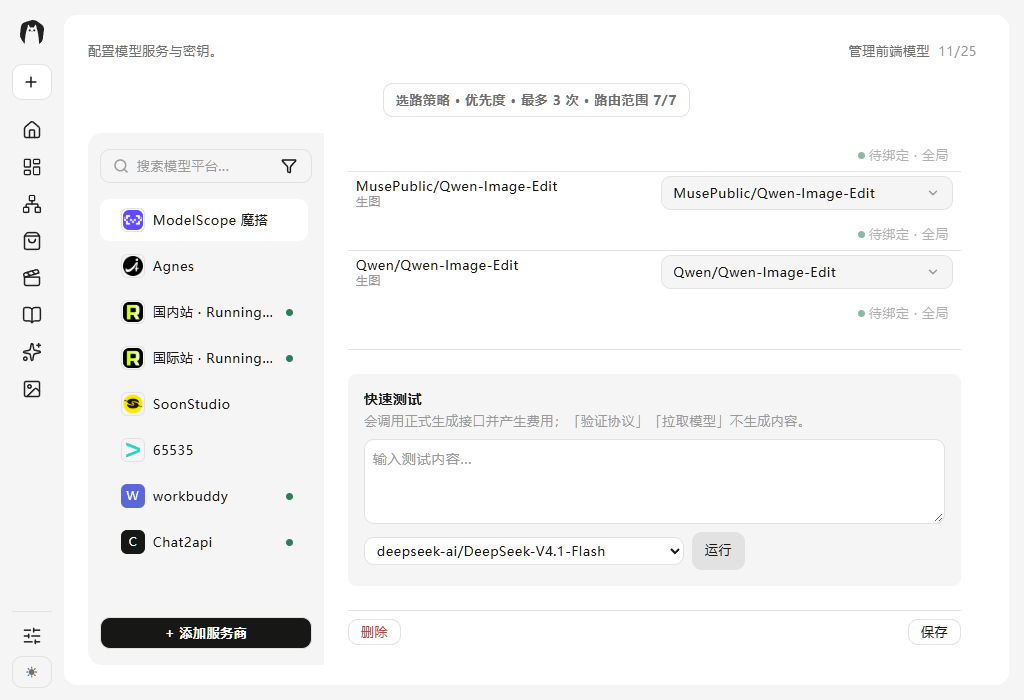 配置模型服务与密钥。
管理前端模型 11/25
选路策略 • 优先度 • 最多 3 次 • 路由范围 7/7
搜索模型平台...
ModelScope 魔搭
Agnes
国内站 · Running...
国际站 · Running...
SoonStudio
65535
W workbuddy
C Chat2api
+ 添加服务商
待绑定 · 全局
MusePublic/Qwen-Image-Edit
生图
MusePublic/Qwen-Image-Edit
待绑定 · 全局
Qwen/Qwen-Image-Edit
生图
Qwen/Qwen-Image-Edit
待绑定 · 全局
快速测试
会调用正式生成接口并产生费用；「验证协议」「拉取模型」不生成内容。
输入测试内容...
deepseek-ai/DeepSeek-V4.1-Flash
运行
删除
保存